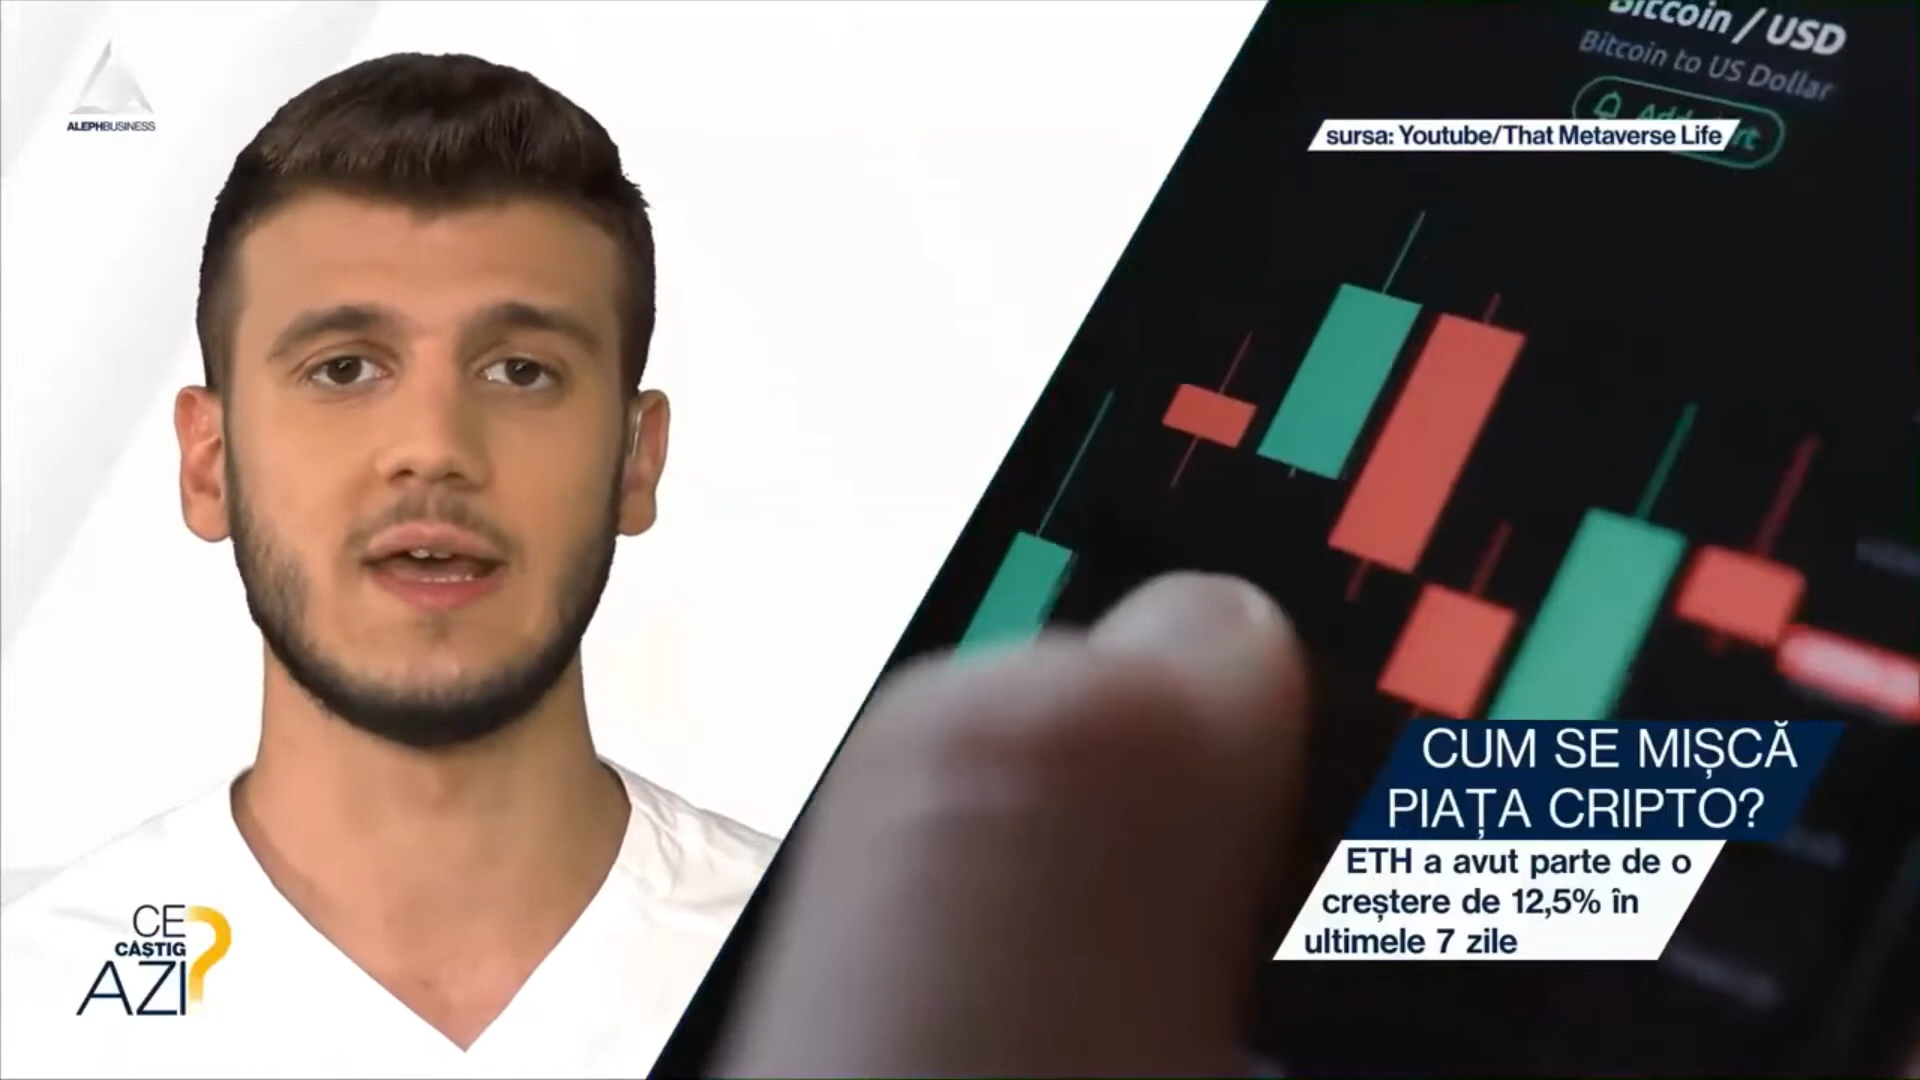 ALEPHBUSINESS
Bitcoin / USD
Bitcoin to US Dollar
sursa: Youtube/That Metaverse Life
CUM SE MIȘCĂ
PIAȚA CRIPTO?
ETH a avut parte de o
creștere de 12,5% în
ultimele 7 zile
CE
CÂȘTIG
AZI?